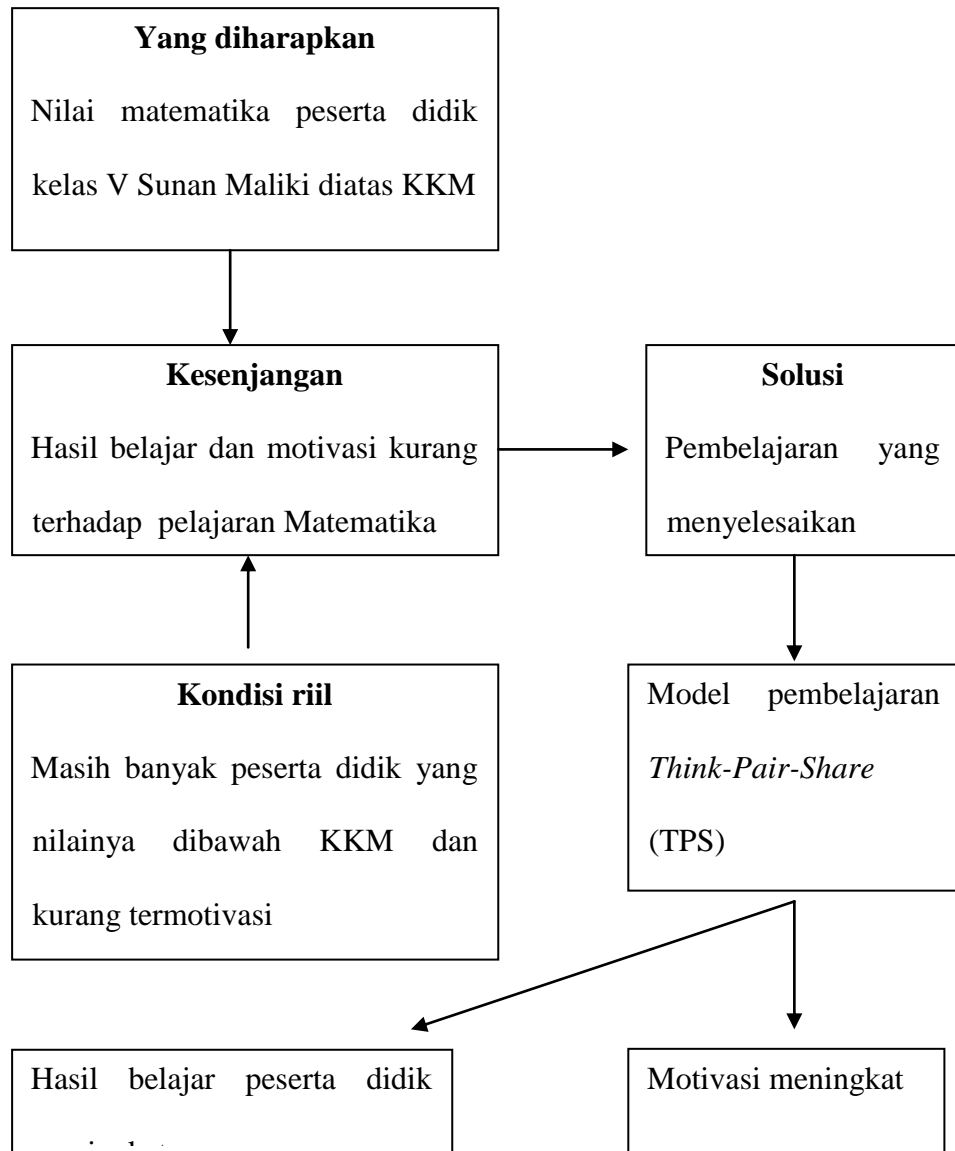 Yang diharapkan
Nilai matematika peserta didik
kelas V Sunan Maliki diatas KKM
Kesenjangan
Hasil belajar dan motivasi kurang
terhadap pelajaran Matematika
Solusi
Pembelajaran yang
menyelesaikan
Kondisi riil
Masih banyak peserta didik yang
nilainya dibawah KKM dan
kurang termotivasi
Model pembelajaran
Think-Pair-Share
(TPS)
Hasil belajar peserta didik
Motivasi meningkat